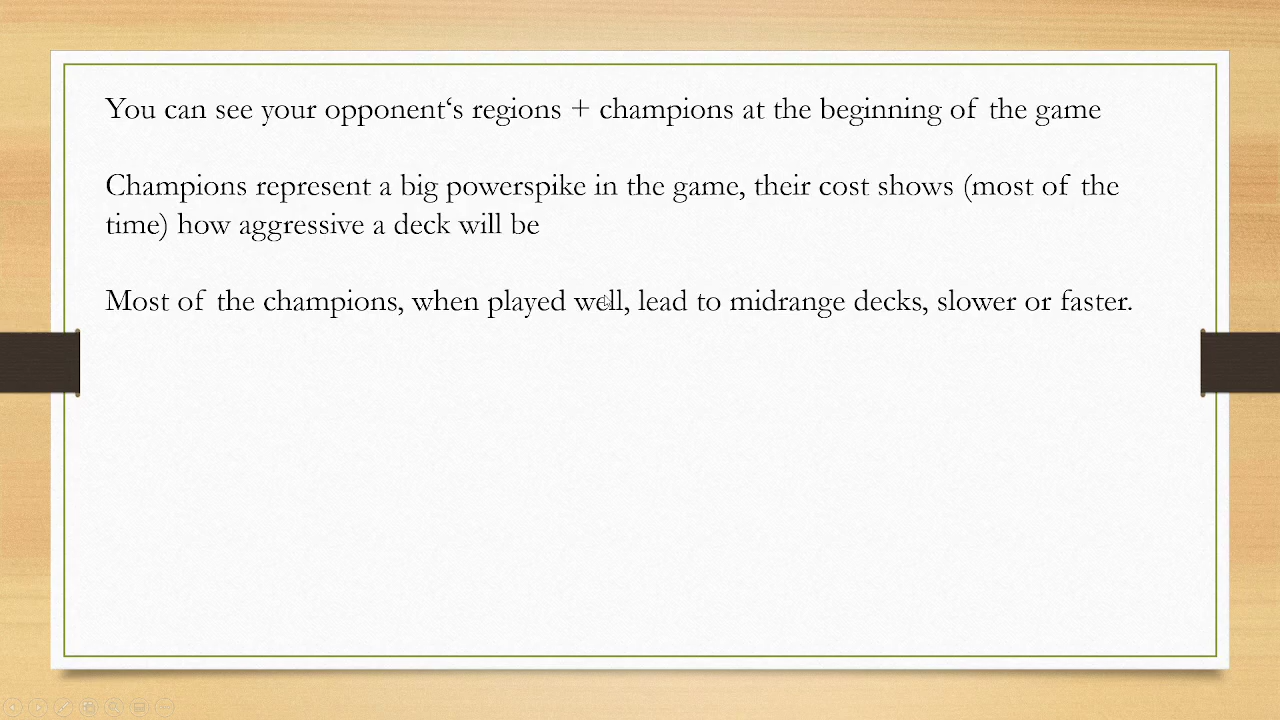 You can see your opponent‘s regions + champions at the beginning of the game
Champions represent a big powerspike in the game, their cost shows (most of the
time) how aggressive a deck will be
Most of the champions, when played well, lead to midrange decks, slower or faster.